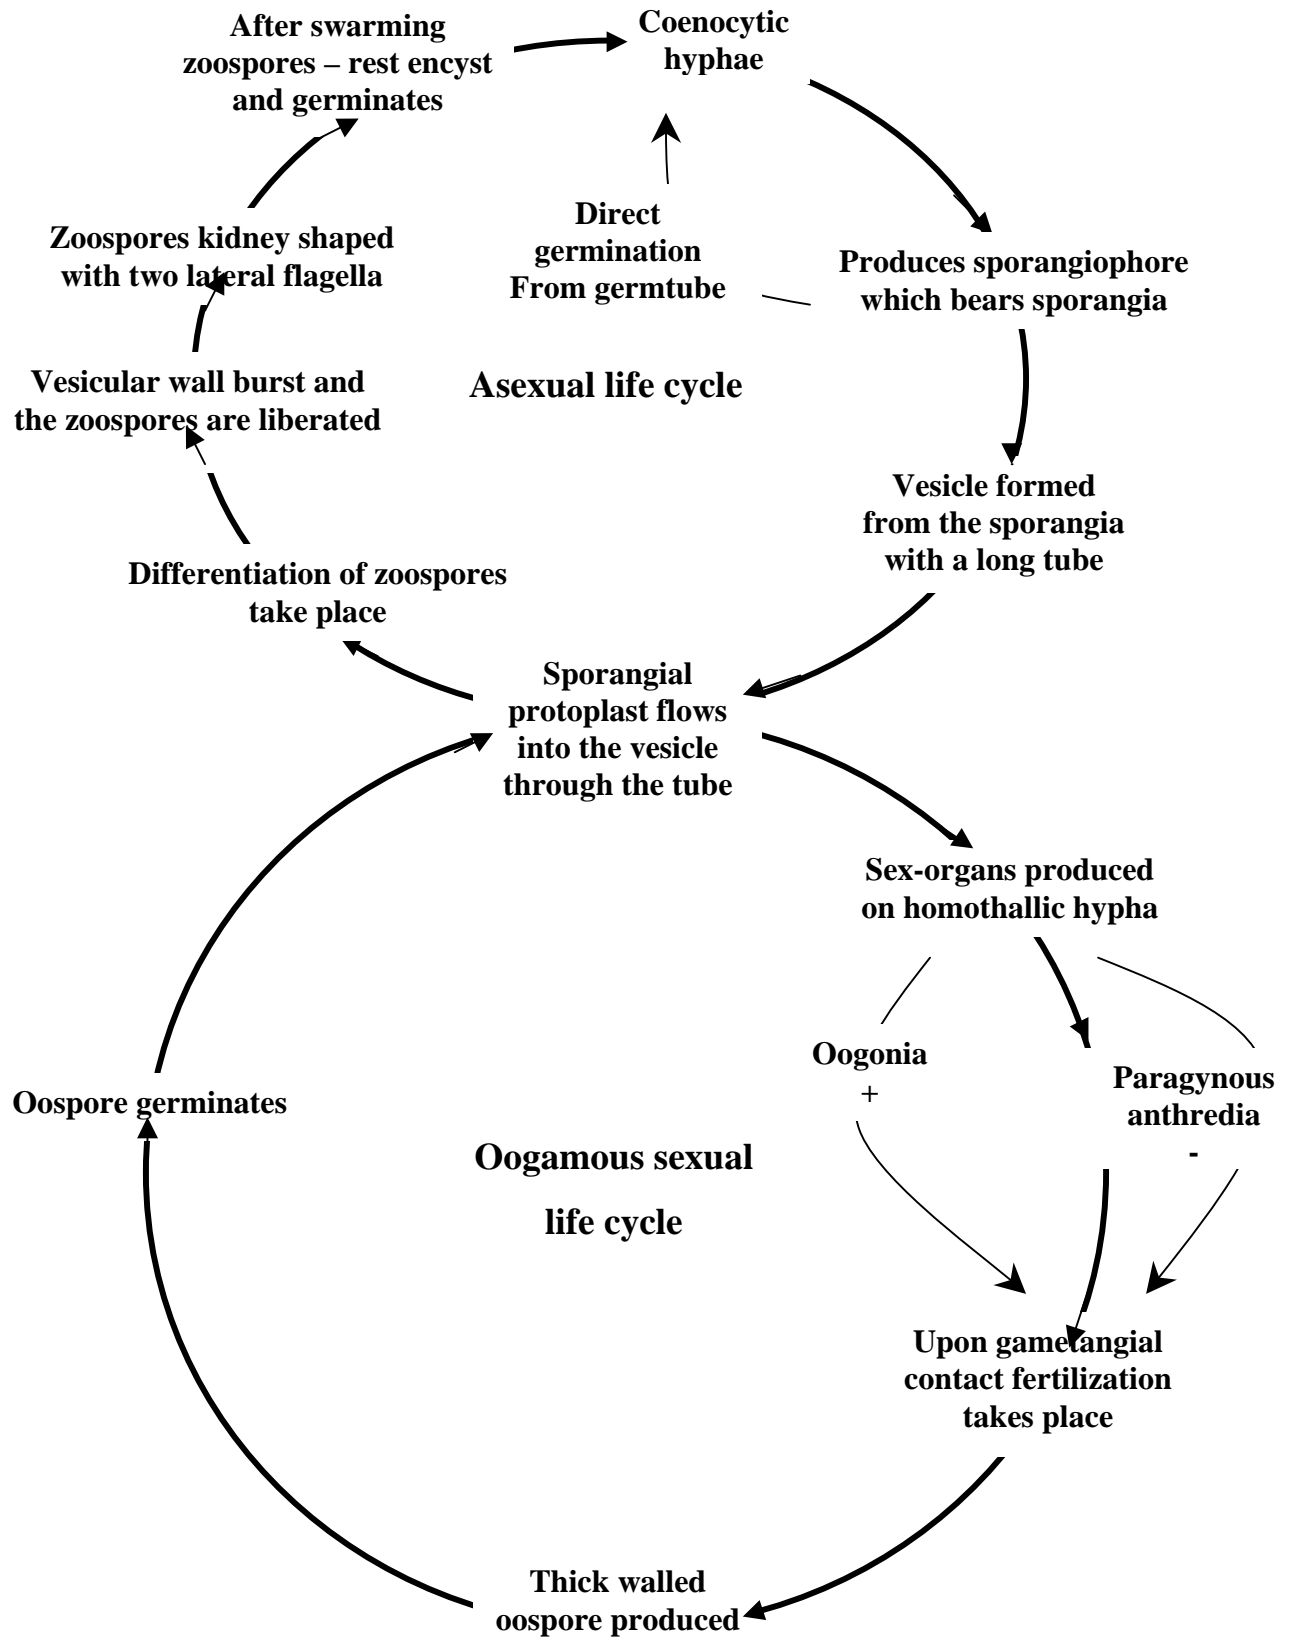 After swarming
zoospores – rest encyst
and germinates
Coenocytic
hyphae
Direct
germination
From germtube
Zoospores kidney shaped
with two lateral flagella
Produces sporangiophore
which bears sporangia
Vesicular wall burst and
the zoospores are liberated
Asexual life cycle
Vesicle formed
from the sporangia
with a long tube
Differentiation of zoospores
take place
Sporangial
protoplast flows
into the vesicle
through the tube
Sex-organs produced
on homothallic hypha
Oogonia
+
Paragynous
anthredia
-
Oospore germinates
Oogamous sexual
life cycle
Upon gametangial
contact fertilization
takes place
Thick walled
oospore produced